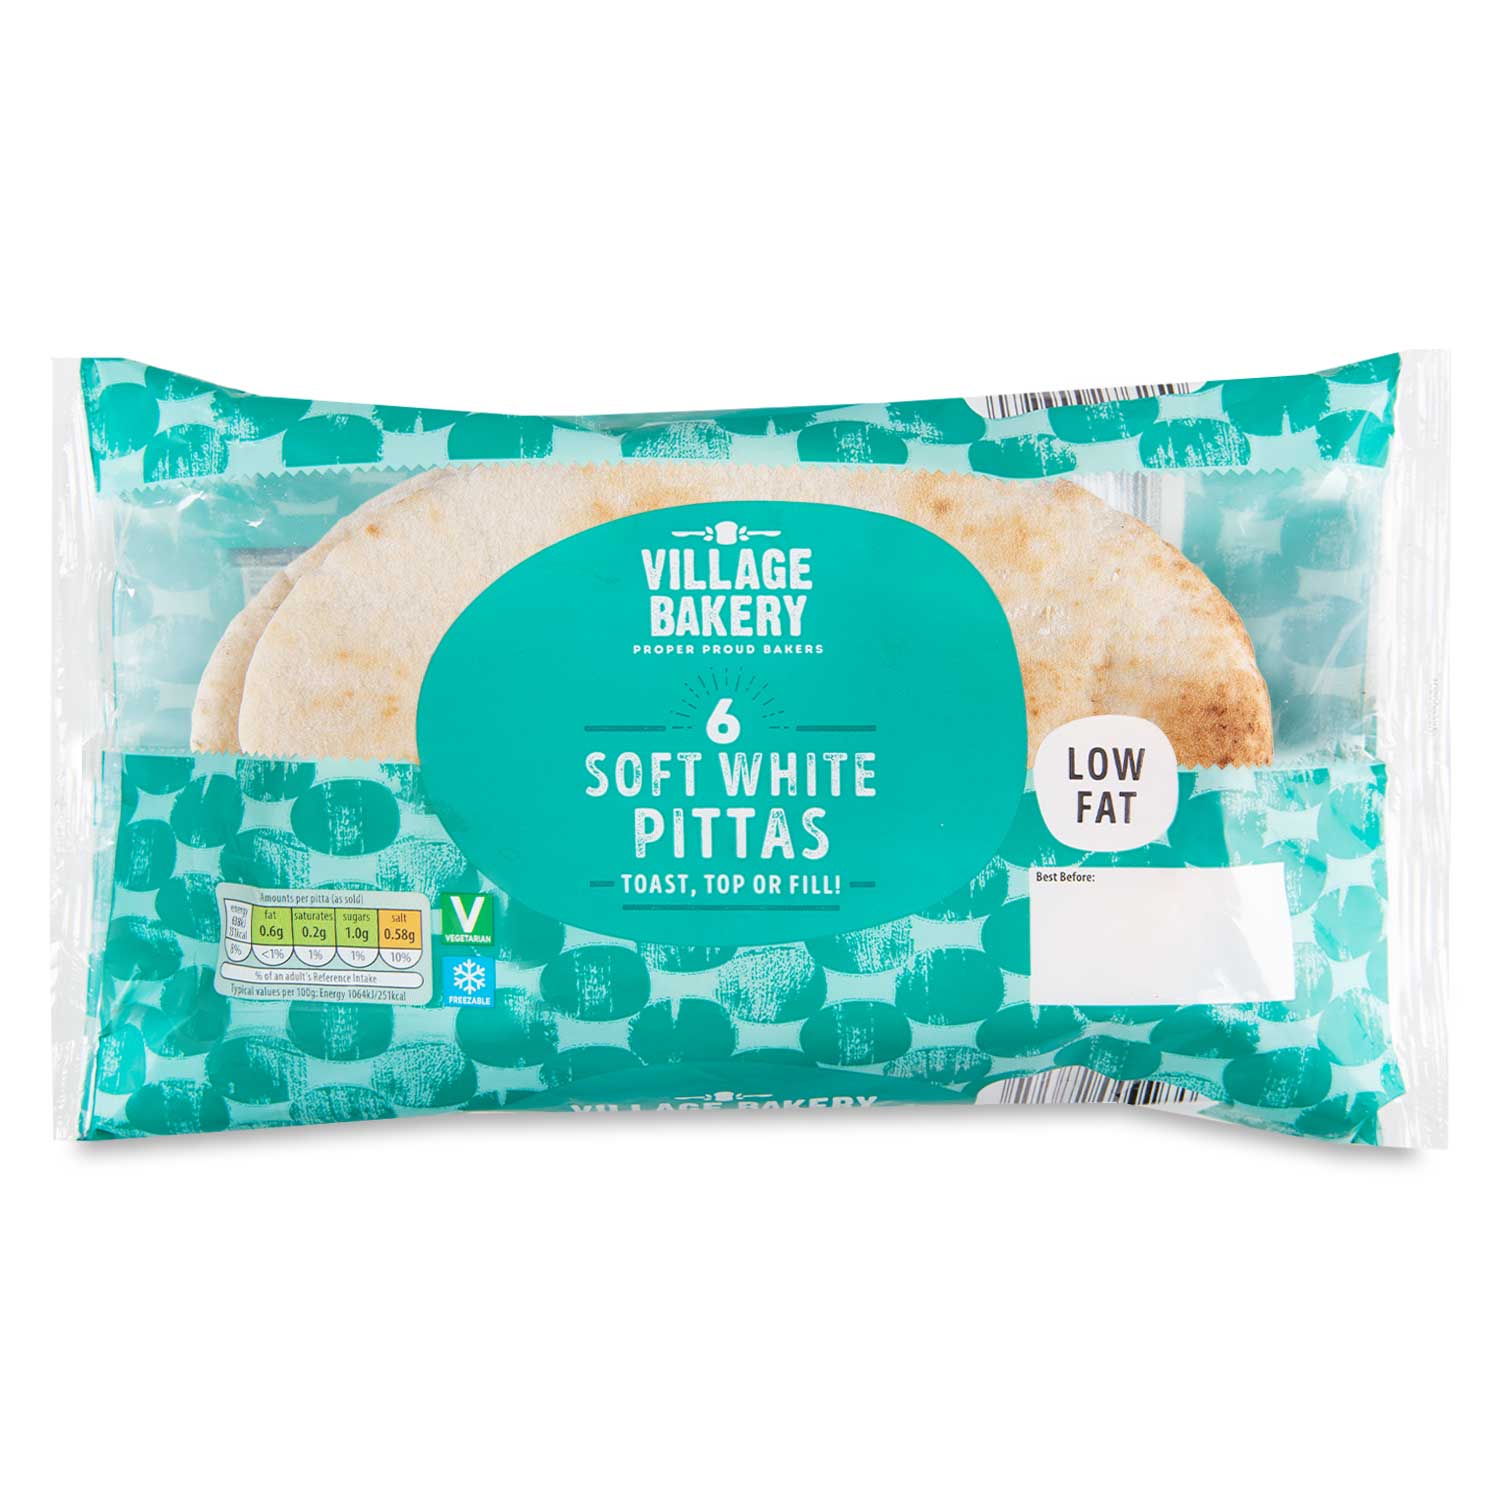 VILLAGE
BAKERY
PROPER PROUD BAKERS
6
SOFT WHITE
PITTAS
TOAST, TOP OR FILL!
LOW
FAT
Best Before:
Amounts per pitta (as sold)
energy fat saturates sugars salt
0.6g 0.2g 1.0g 0.58g
8% <1% 1% 1% 10%
% of an adult's Reference Intake
Typical values per 100g: Energy 1064kJ/251kcal
V
VEGETARIAN
FREEZABLE
VILLAGE BAKERY